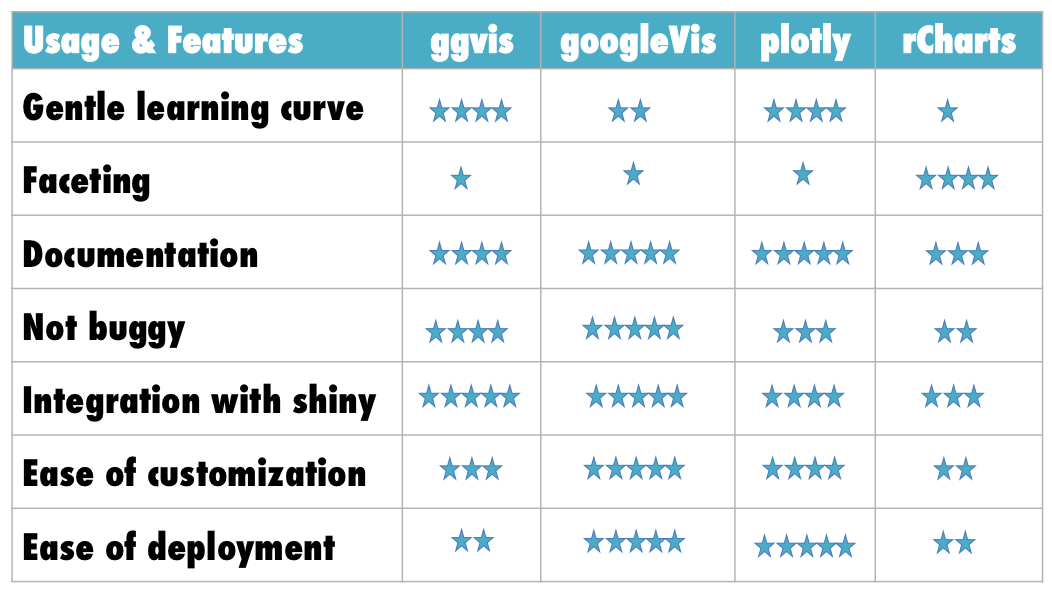 Usage & Features ggvis googleVis plotly rCharts
Gentle learning curve ★★★★ ★★ ★★★★ ★
Faceting ★ ★ ★ ★★★★
Documentation ★★★★ ★★★★★ ★★★★★ ★★★
Not buggy ★★★★ ★★★★★ ★★★ ★★
Integration with shiny ★★★★★ ★★★★★ ★★★★ ★★★
Ease of customization ★★★ ★★★★★ ★★★★ ★★
Ease of deployment ★★ ★★★★★ ★★★★★ ★★